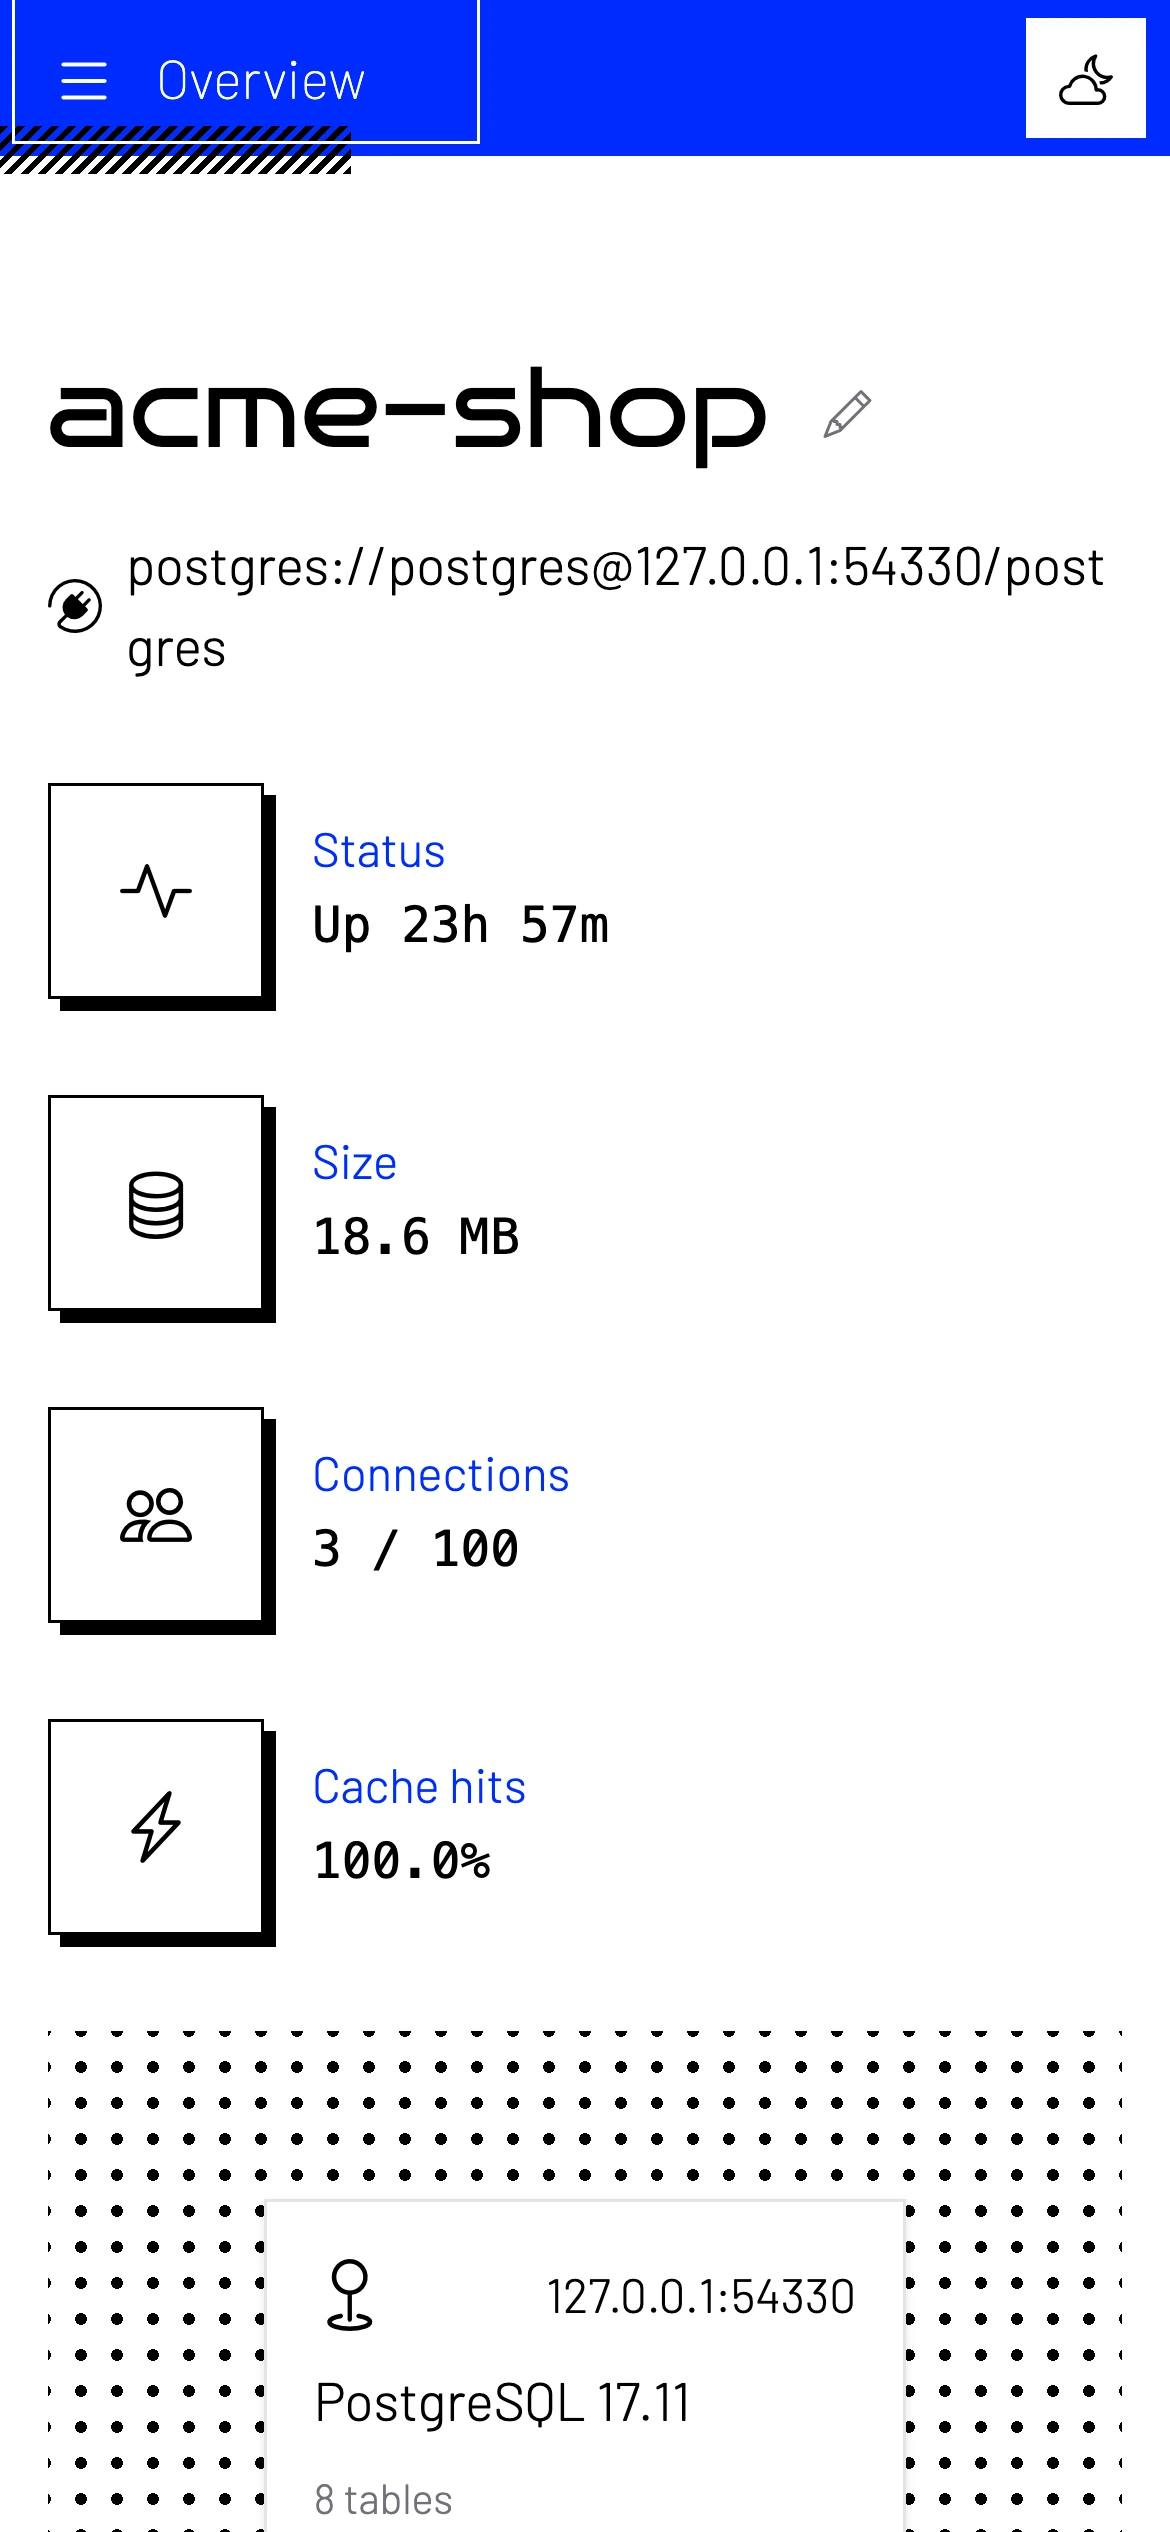 Overview
acme-shop
postgres://postgres@127.0.0.1:54330/post
gres
Status
Up 23h 57m
Size
18.6 MB
Connections
3 / 100
Cache hits
100.0%
127.0.0.1:54330
PostgreSQL 17.11
8 tables